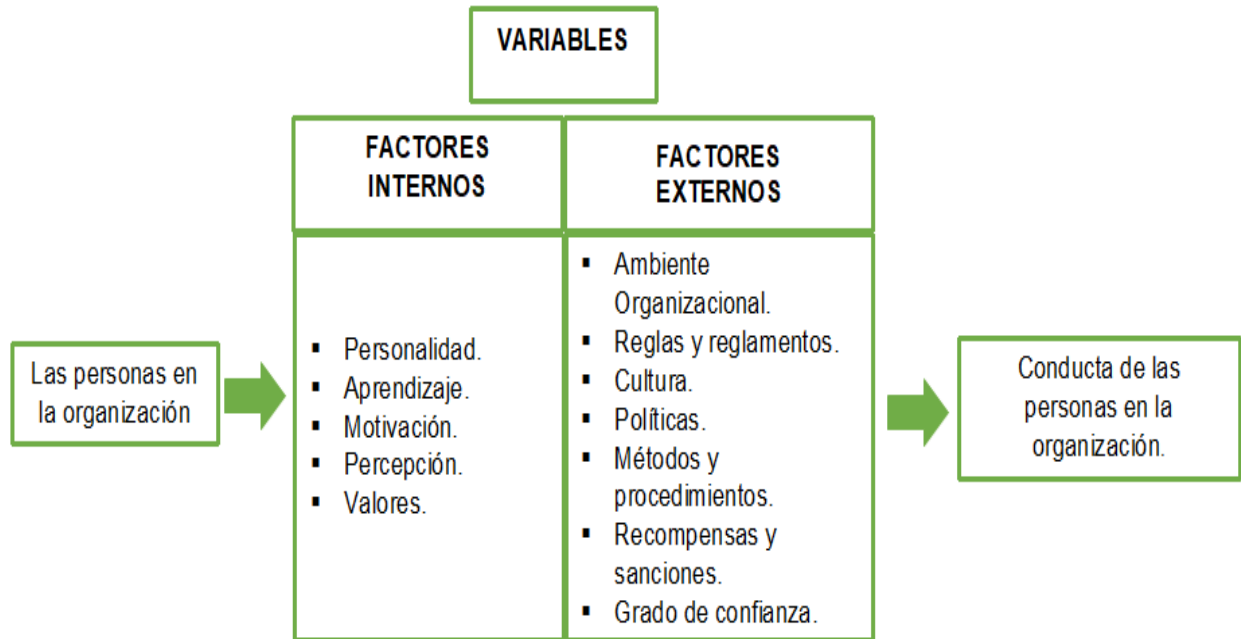 VARIABLES
FACTORES
INTERNOS
FACTORES
EXTERNOS
Las personas en
la organización
▪ Personalidad.
▪ Aprendizaje.
▪ Motivación.
▪ Percepción.
▪ Valores.
▪ Ambiente
Organizacional.
▪ Reglas y reglamentos.
▪ Cultura.
▪ Políticas.
▪ Métodos y
procedimientos.
▪ Recompensas y
sanciones.
▪ Grado de confianza.
Conducta de las
personas en la
organización.